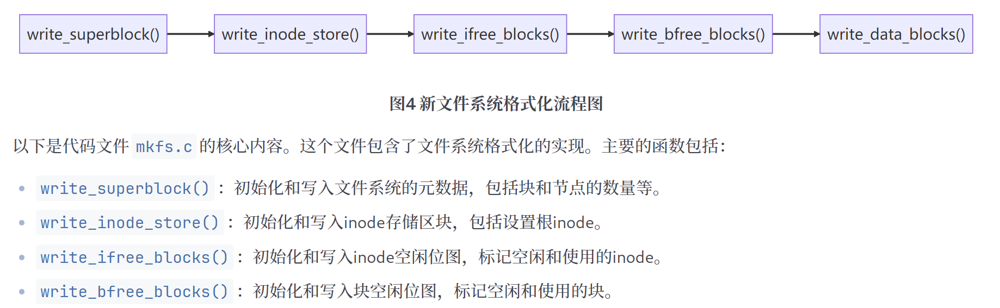 write_superblock() write_inode_store() write_ifree_blocks() write_bfree_blocks() write_data_blocks()
图4 新文件系统格式化流程图
以下是代码文件 mkfs.c 的核心内容。这个文件包含了文件系统格式化的实现。主要的函数包括：
write_superblock()：初始化和写入文件系统的元数据，包括块和节点的数量等。
write_inode_store()：初始化和写入inode存储区块，包括设置根inode。
write_ifree_blocks()：初始化和写入inode空闲位图，标记空闲和使用的inode。
write_bfree_blocks()：初始化和写入块空闲位图，标记空闲和使用的块。